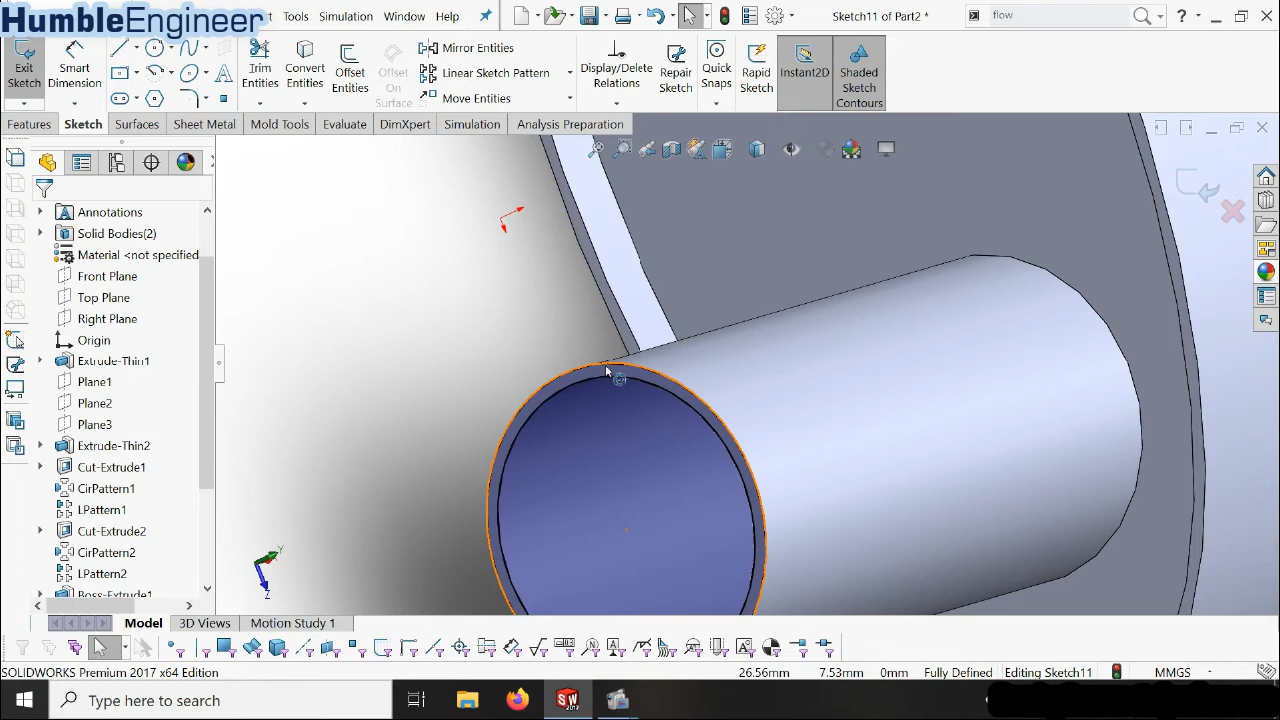 HumbleEngineer
Tools Simulation Window Help
Sketch11 of Part2 *
flow
Exit Sketch
Smart Dimension
Trim Entities
Convert Entities
Offset Entities
Offset On Surface
Mirror Entities
Linear Sketch Pattern
Move Entities
Display/Delete Relations
Repair Sketch
Quick Snaps
Rapid Sketch
Instant2D
Shaded Sketch Contours
Features Sketch Surfaces Sheet Metal Mold Tools Evaluate DimXpert Simulation Analysis Preparation
Annotations
Solid Bodies(2)
Material <not specified
Front Plane
Top Plane
Right Plane
Origin
Extrude-Thin1
Plane1
Plane2
Plane3
Extrude-Thin2
Cut-Extrude1
CirPattern1
LPattern1
Cut-Extrude2
CirPattern2
LPattern2
Boss-Extrude1
Y
Z
Model 3D Views Motion Study 1
SOLIDWORKS Premium 2017 x64 Edition
26.56mm 7.53mm 0mm Fully Defined Editing Sketch11 MMGS
Type here to search
SW
2017